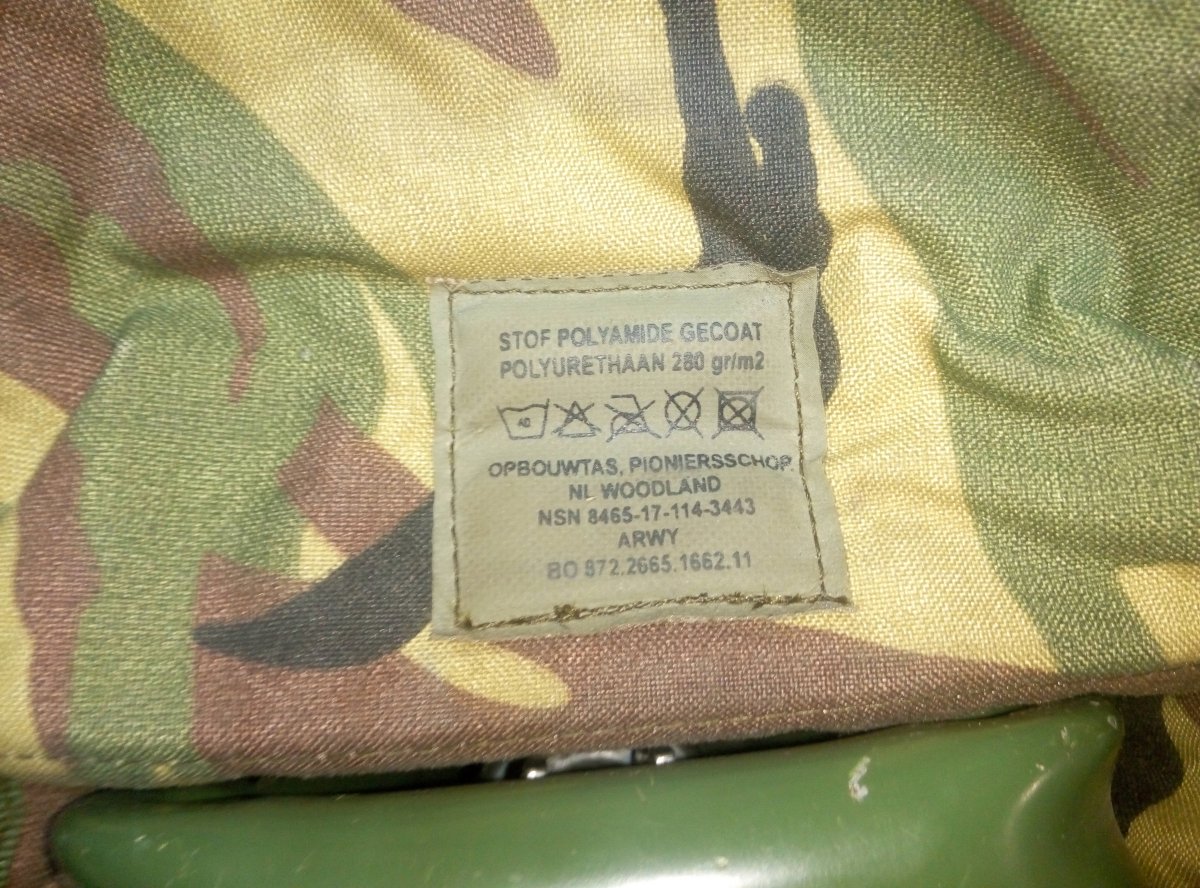 STOF POLYAMIDE GECOAT
POLYURETHAAN 280 gr/m2
40
OPBOUWTAS, PIONIERSSCHOP,
NL WOODLAND
NSN 8465-17-114-3443
ARWY
BO 872.2665.1662.11